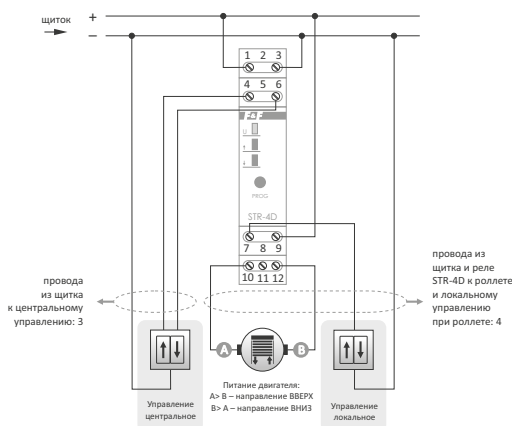 щиток
+
−
1 2 3
4 5 6
F&F
U
↑
↓
PROG
STR-4D
7 8 9
10 11 12
провода
из щитка
к центральному
управлению: 3
провода из
щитка и реле
STR-4D к роллете
и локальному
управлению
при роллете: 4
A
B
Управление
центральное
Питание двигателя:
A> B – направление ВВЕРХ
B> A – направление ВНИЗ
Управление
локальное